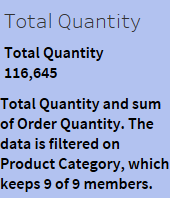 Total Quantity
Total Quantity
116,645
Total Quantity and sum
of Order Quantity. The
data is filtered on
Product Category, which
keeps 9 of 9 members.